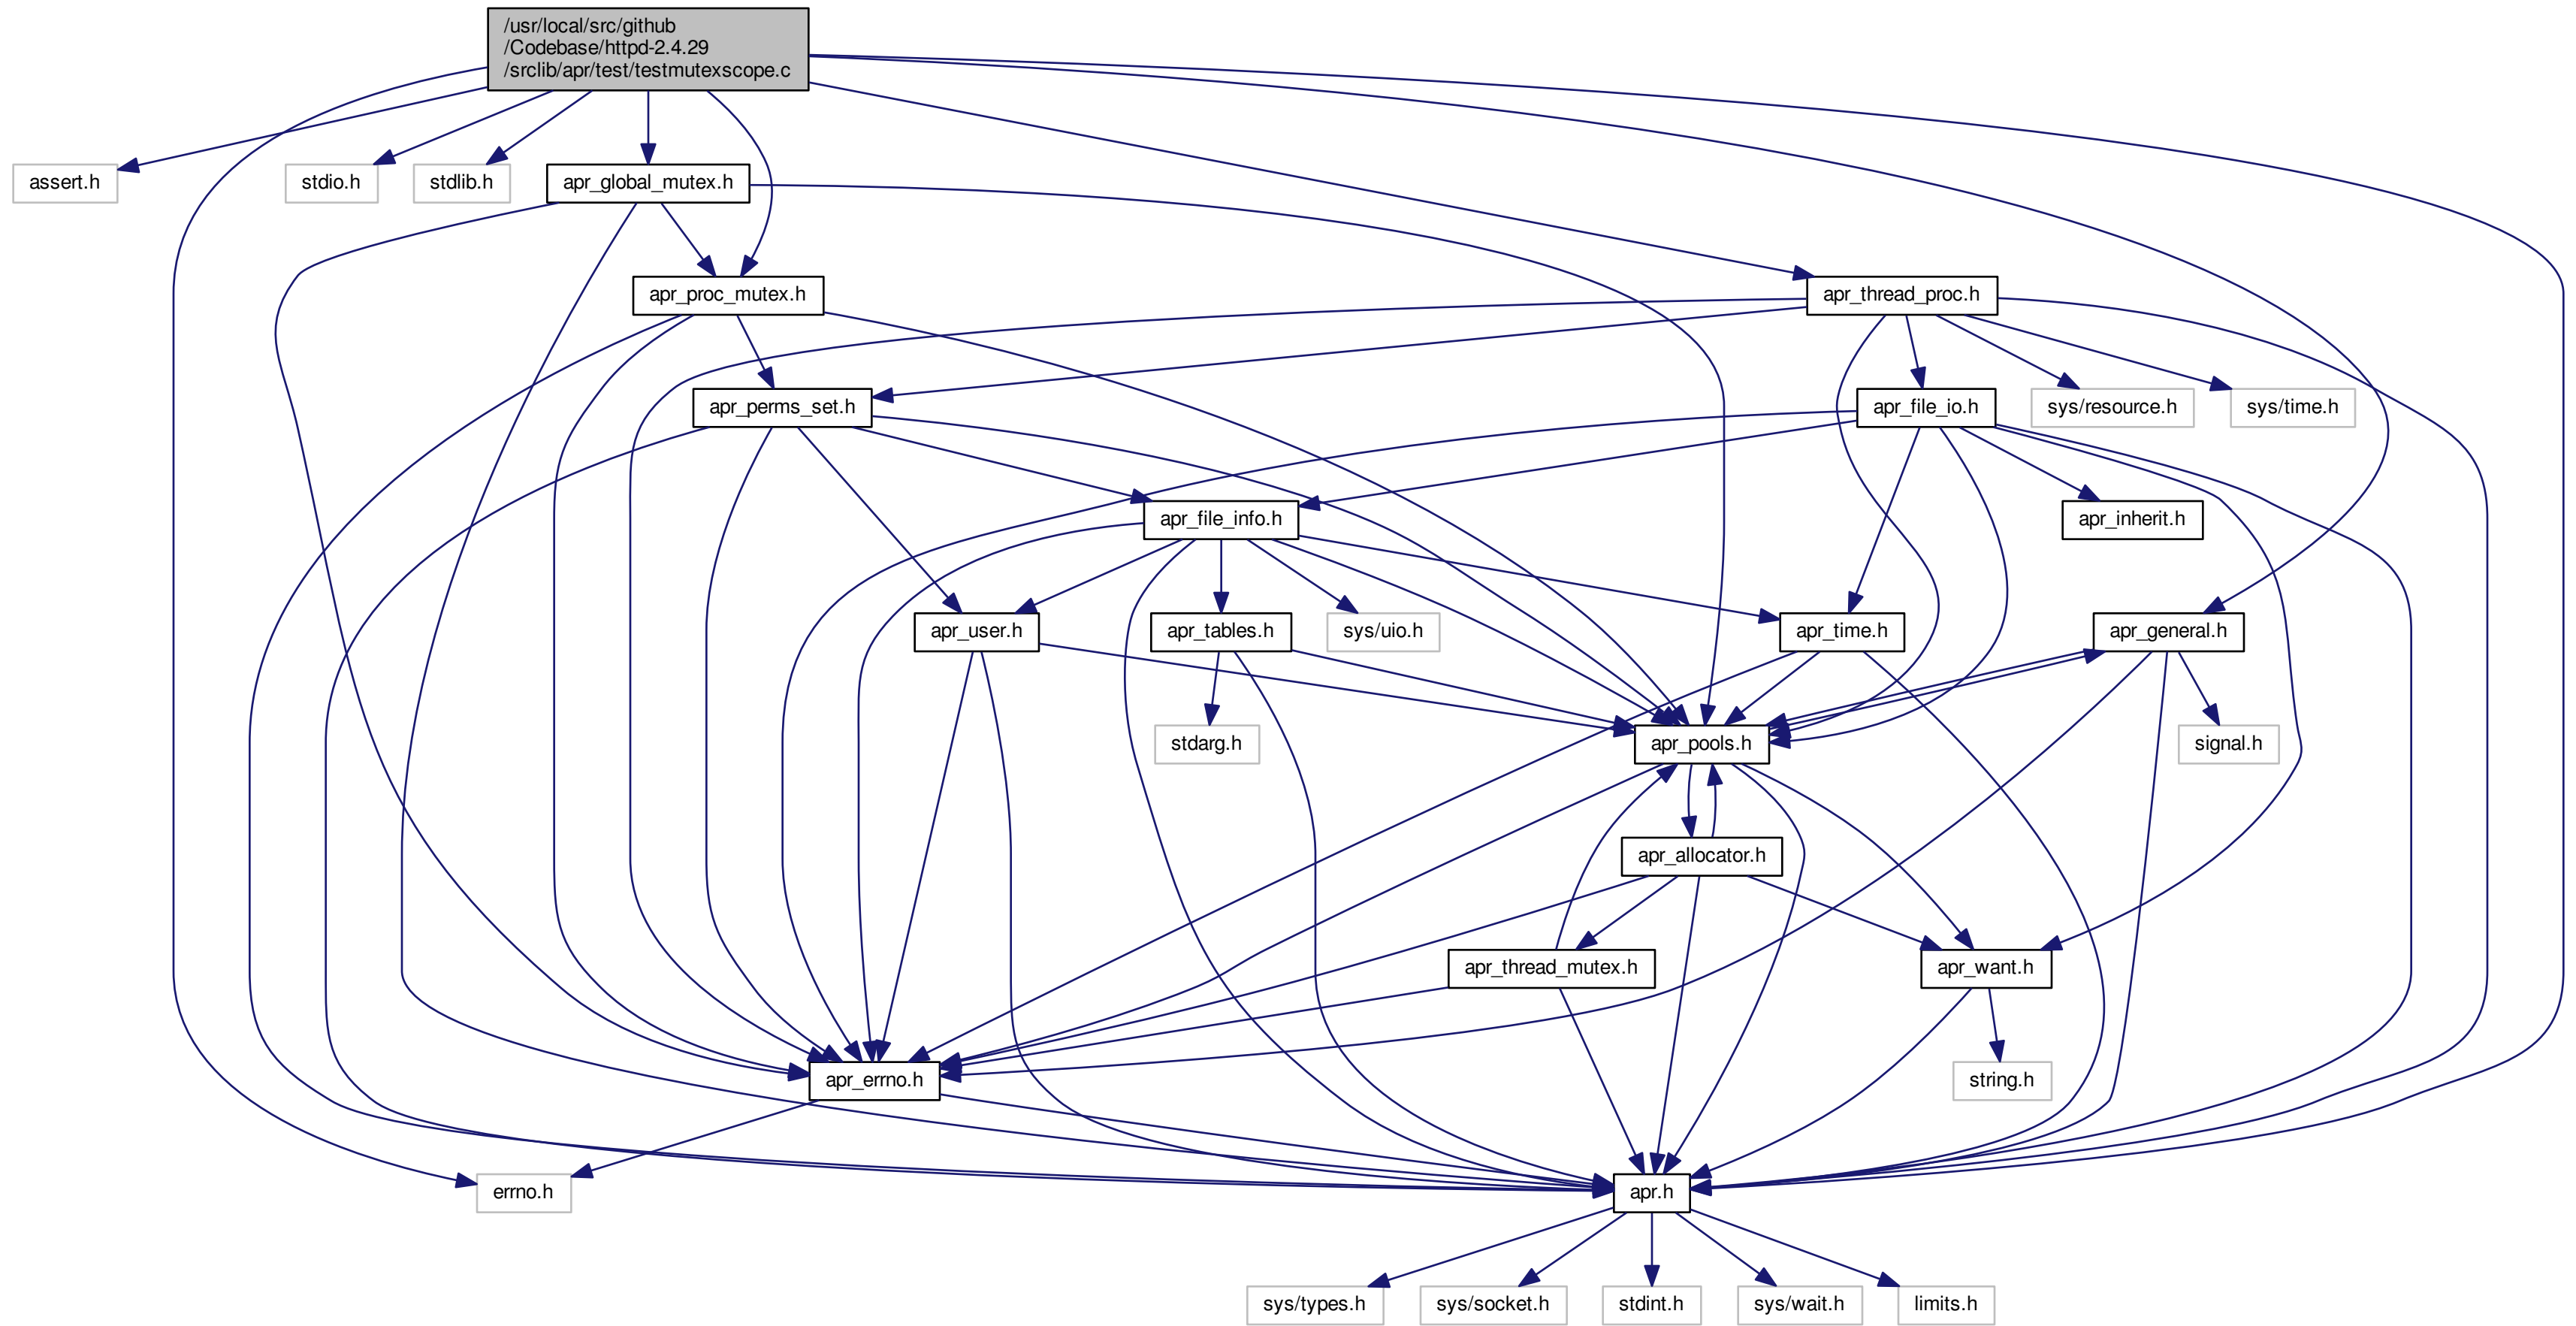 /usr/local/src/github
/Codebase/httpd-2.4.29
/srclib/apr/test/testmutexscope.c
assert.h
stdio.h
stdlib.h
apr_global_mutex.h
apr_proc_mutex.h
apr_thread_proc.h
apr_perms_set.h
apr_file_io.h
sys/resource.h
sys/time.h
apr_file_info.h
apr_inherit.h
apr_user.h
apr_tables.h
sys/uio.h
apr_time.h
apr_general.h
stdarg.h
apr_pools.h
signal.h
apr_allocator.h
apr_thread_mutex.h
apr_want.h
apr_errno.h
string.h
errno.h
apr.h
sys/types.h
sys/socket.h
stdint.h
sys/wait.h
limits.h